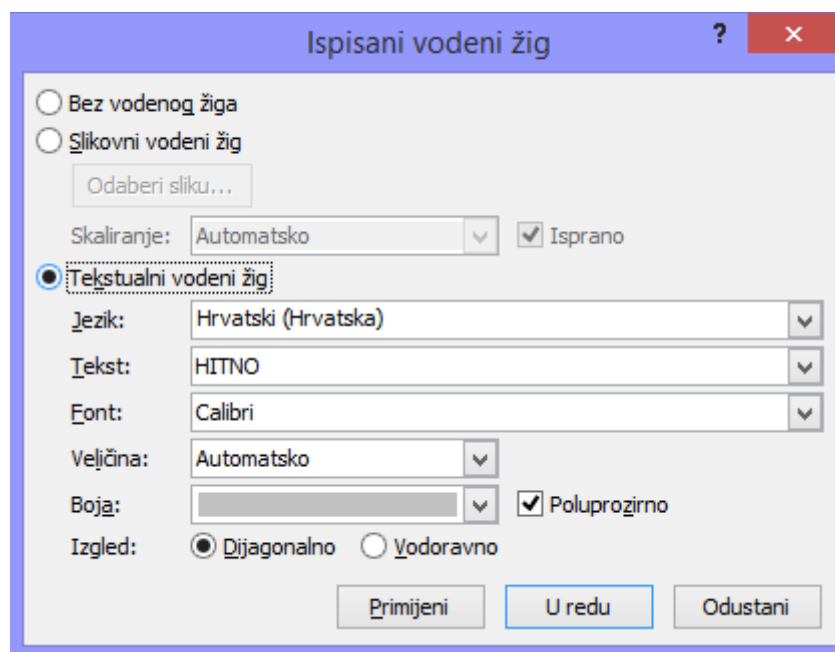 Ispisani vodeni žig ? ×
Bez vodenog žiga
Slikovni vodeni žig
Odaberi sliku...
Skaliranje: Automatsko Isprano
Tekstualni vodeni žig
Jezik: Hrvatski (Hrvatska)
Tekst: HITNO
Font: Calibri
Veličina: Automatsko
Boja: Poluprozirno
Izgled: Dijagonalno Vodoravno
Primijeni U redu Odustani